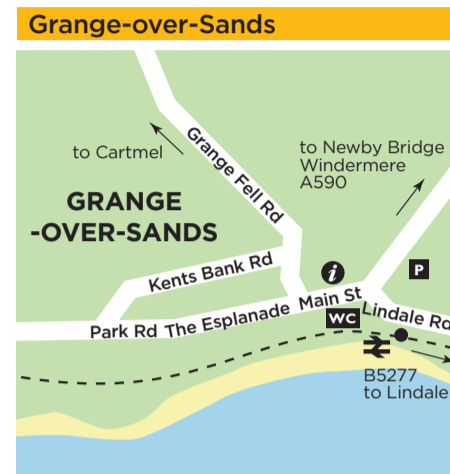 Grange-over-Sands
to Cartmel
Grange Fell Rd
to Newby Bridge
Windermere
A590
GRANGE
-OVER-SANDS
Kents Bank Rd
i
P
Park Rd The Esplanade Main St
WC
Lindale Rd
B5277
to Lindale